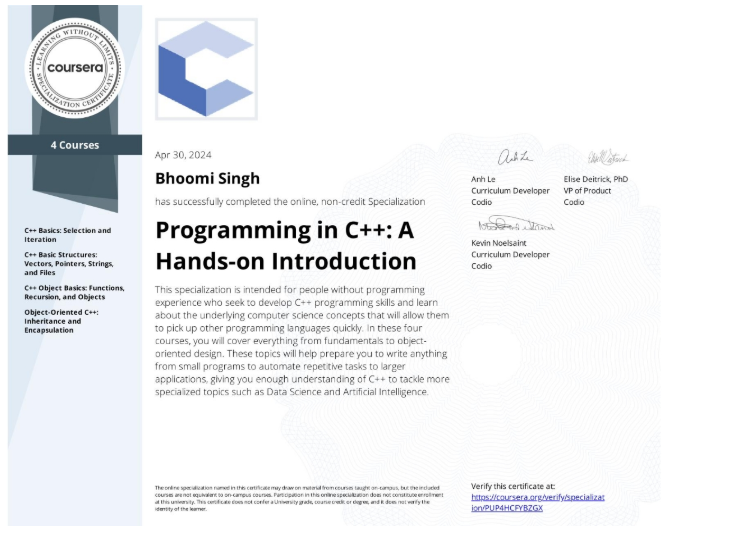 LEARNING WITHOUT LIMITS
coursera
SPECIALIZATION CERTIFICATE
4 Courses
C++ Basics: Selection and
Iteration
C++ Basic Structures:
Vectors, Pointers, Strings,
and Files
C++ Object Basics: Functions,
Recursion, and Objects
Object-Oriented C++:
Inheritance and
Encapsulation
Apr 30, 2024
Bhoomi Singh
has successfully completed the online, non-credit Specialization
Programming in C++: A
Hands-on Introduction
This specialization is intended for people without programming
experience who seek to develop C++ programming skills and learn
about the underlying computer science concepts that will allow them
to pick up other programming languages quickly. In these four
courses, you will cover everything from fundamentals to object-
oriented design. These topics will help prepare you to write anything
from small programs to automate repetitive tasks to larger
applications, giving you enough understanding of C++ to tackle more
specialized topics such as Data Science and Artificial Intelligence.
Anh Le
Anh Le
Curriculum Developer
Codio
Elise Deitrick, PhD
VP of Product
Codio
Kevin Noelsaint
Curriculum Developer
Codio
The online specialization named in this certificate may draw on material from courses taught on-campus, but the included
courses are not equivalent to on-campus courses. Participation in this online specialization does not constitute enrollment
at this university. This certificate does not confer a University grade, course credit or degree, and it does not verify the
identity of the learner.
Verify this certificate at:
https://coursera.org/verify/specializat
ion/PUP4HCFYBZGX